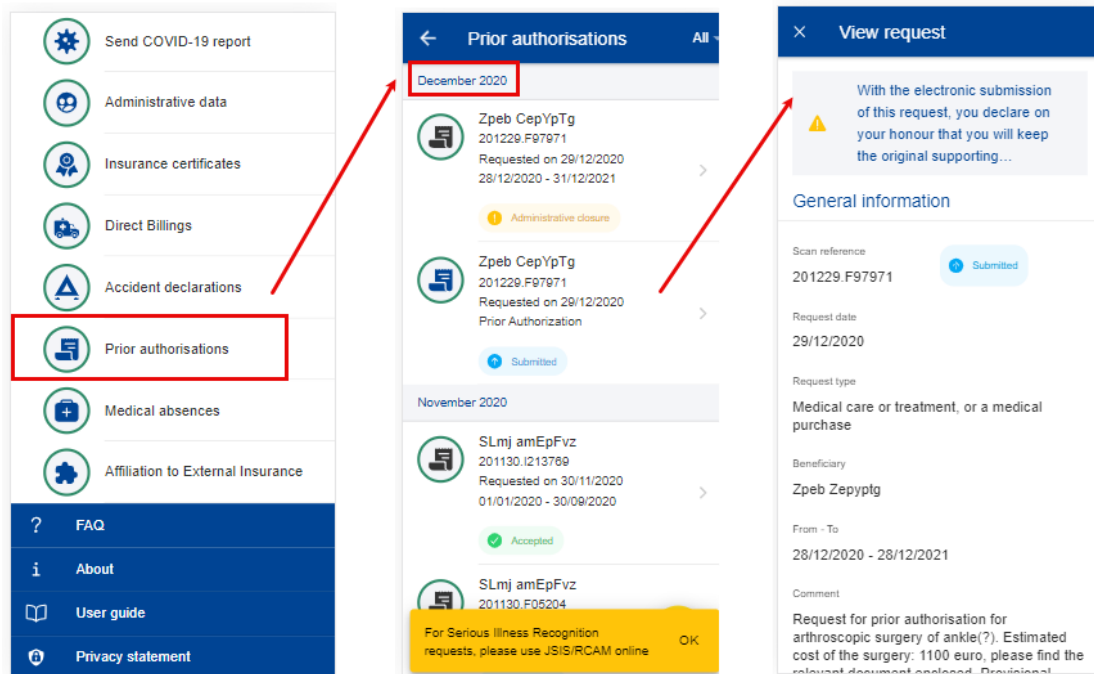 Send COVID-19 report
Administrative data
Insurance certificates
Direct Billings
Accident declarations
Prior authorisations
Medical absences
Affiliation to External Insurance
? FAQ
i About
User guide
Privacy statement
Prior authorisations All
December 2020
Zpeb CepYpTg
201229.F97971
Requested on 29/12/2020
28/12/2020 - 31/12/2021
Administrative closure
Zpeb CepYpTg
201229.F97971
Requested on 29/12/2020
Prior Authorization
Submitted
November 2020
SLmj amEpFvz
201130.I213769
Requested on 30/11/2020
01/01/2020 - 30/09/2020
Accepted
SLmj amEpFvz
201130.F05204
For Serious Illness Recognition
requests, please use JSIS/RCAM online
OK
View request
With the electronic submission
of this request, you declare on
your honour that you will keep
the original supporting...
General information
Scan reference
201229.F97971
Submitted
Request date
29/12/2020
Request type
Medical care or treatment, or a medical
purchase
Beneficiary
Zpeb Zepyptg
From - To
28/12/2020 - 28/12/2021
Comment
Request for prior authorisation for
arthroscopic surgery of ankle(?). Estimated
cost of the surgery: 1100 euro, please find the
relevant document enclosed. Provisional